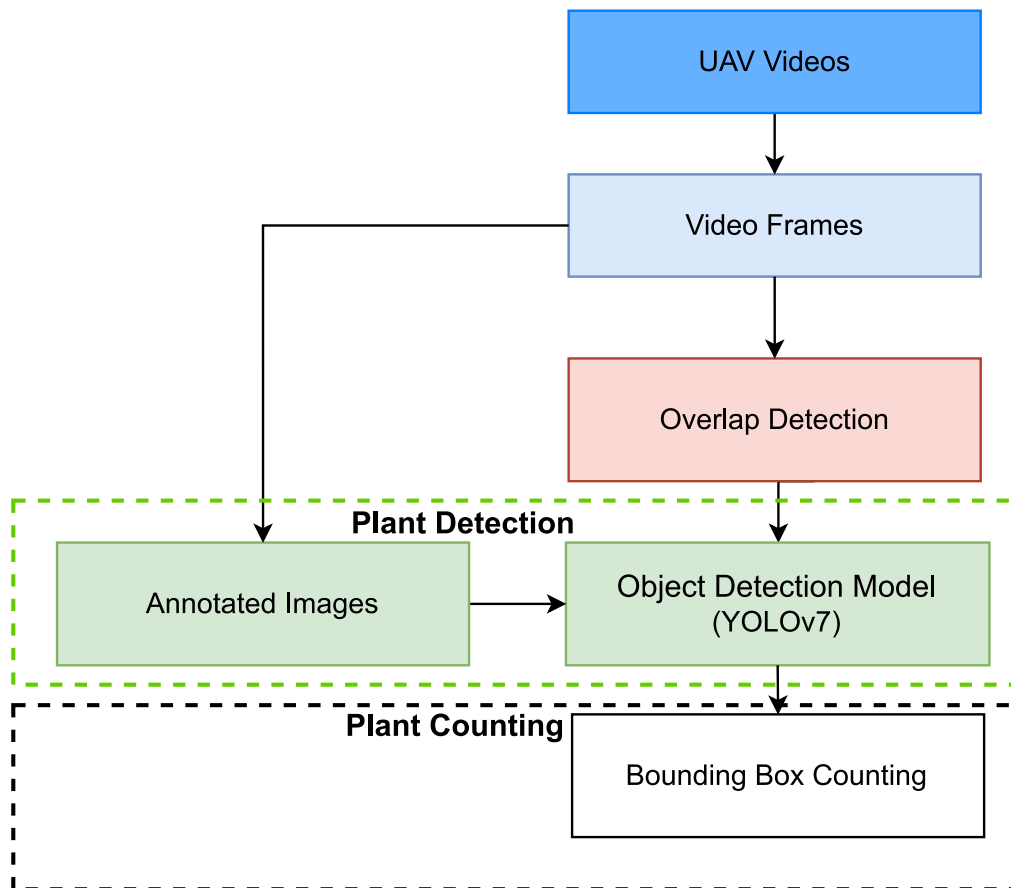 UAV Videos
Video Frames
Overlap Detection
Plant Detection
Annotated Images
Object Detection Model
(YOLOv7)
Plant Counting
Bounding Box Counting